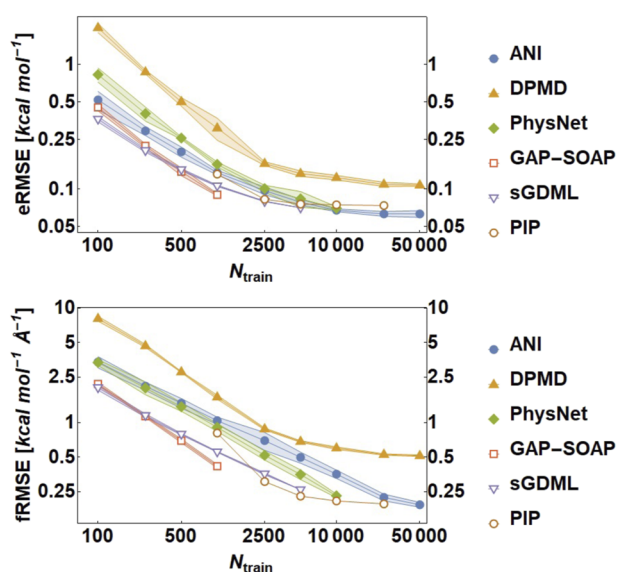 eRMSE [kcal mol⁻¹]
1
0.5
0.25
0.1
0.05
1
0.5
0.25
0.1
0.05
100 500 2500 10 000 50 000
N_train
ANI
DPMD
PhysNet
GAP–SOAP
sGDML
PIP
fRMSE [kcal mol⁻¹ Å⁻¹]
10
5
2.5
1
0.5
0.25
10
5
2.5
1
0.5
0.25
100 500 2500 10 000 50 000
N_train
ANI
DPMD
PhysNet
GAP–SOAP
sGDML
PIP